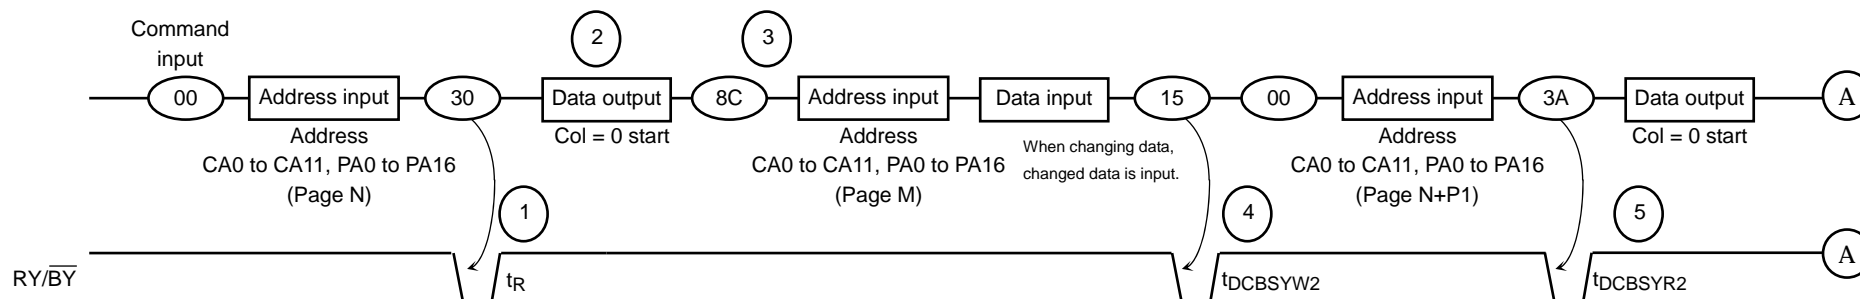 Command
input
2
3
00
Address input
30
Data output
8C
Address input
Data input
15
00
Address input
3A
Data output
A
Address
CA0 to CA11, PA0 to PA16
(Page N)
Col = 0 start
Address
CA0 to CA11, PA0 to PA16
(Page M)
When changing data,
changed data is input.
Address
CA0 to CA11, PA0 to PA16
(Page N+P1)
Col = 0 start
1
4
5
RY/BY
tR
tDCBSYW2
tDCBSYR2
A